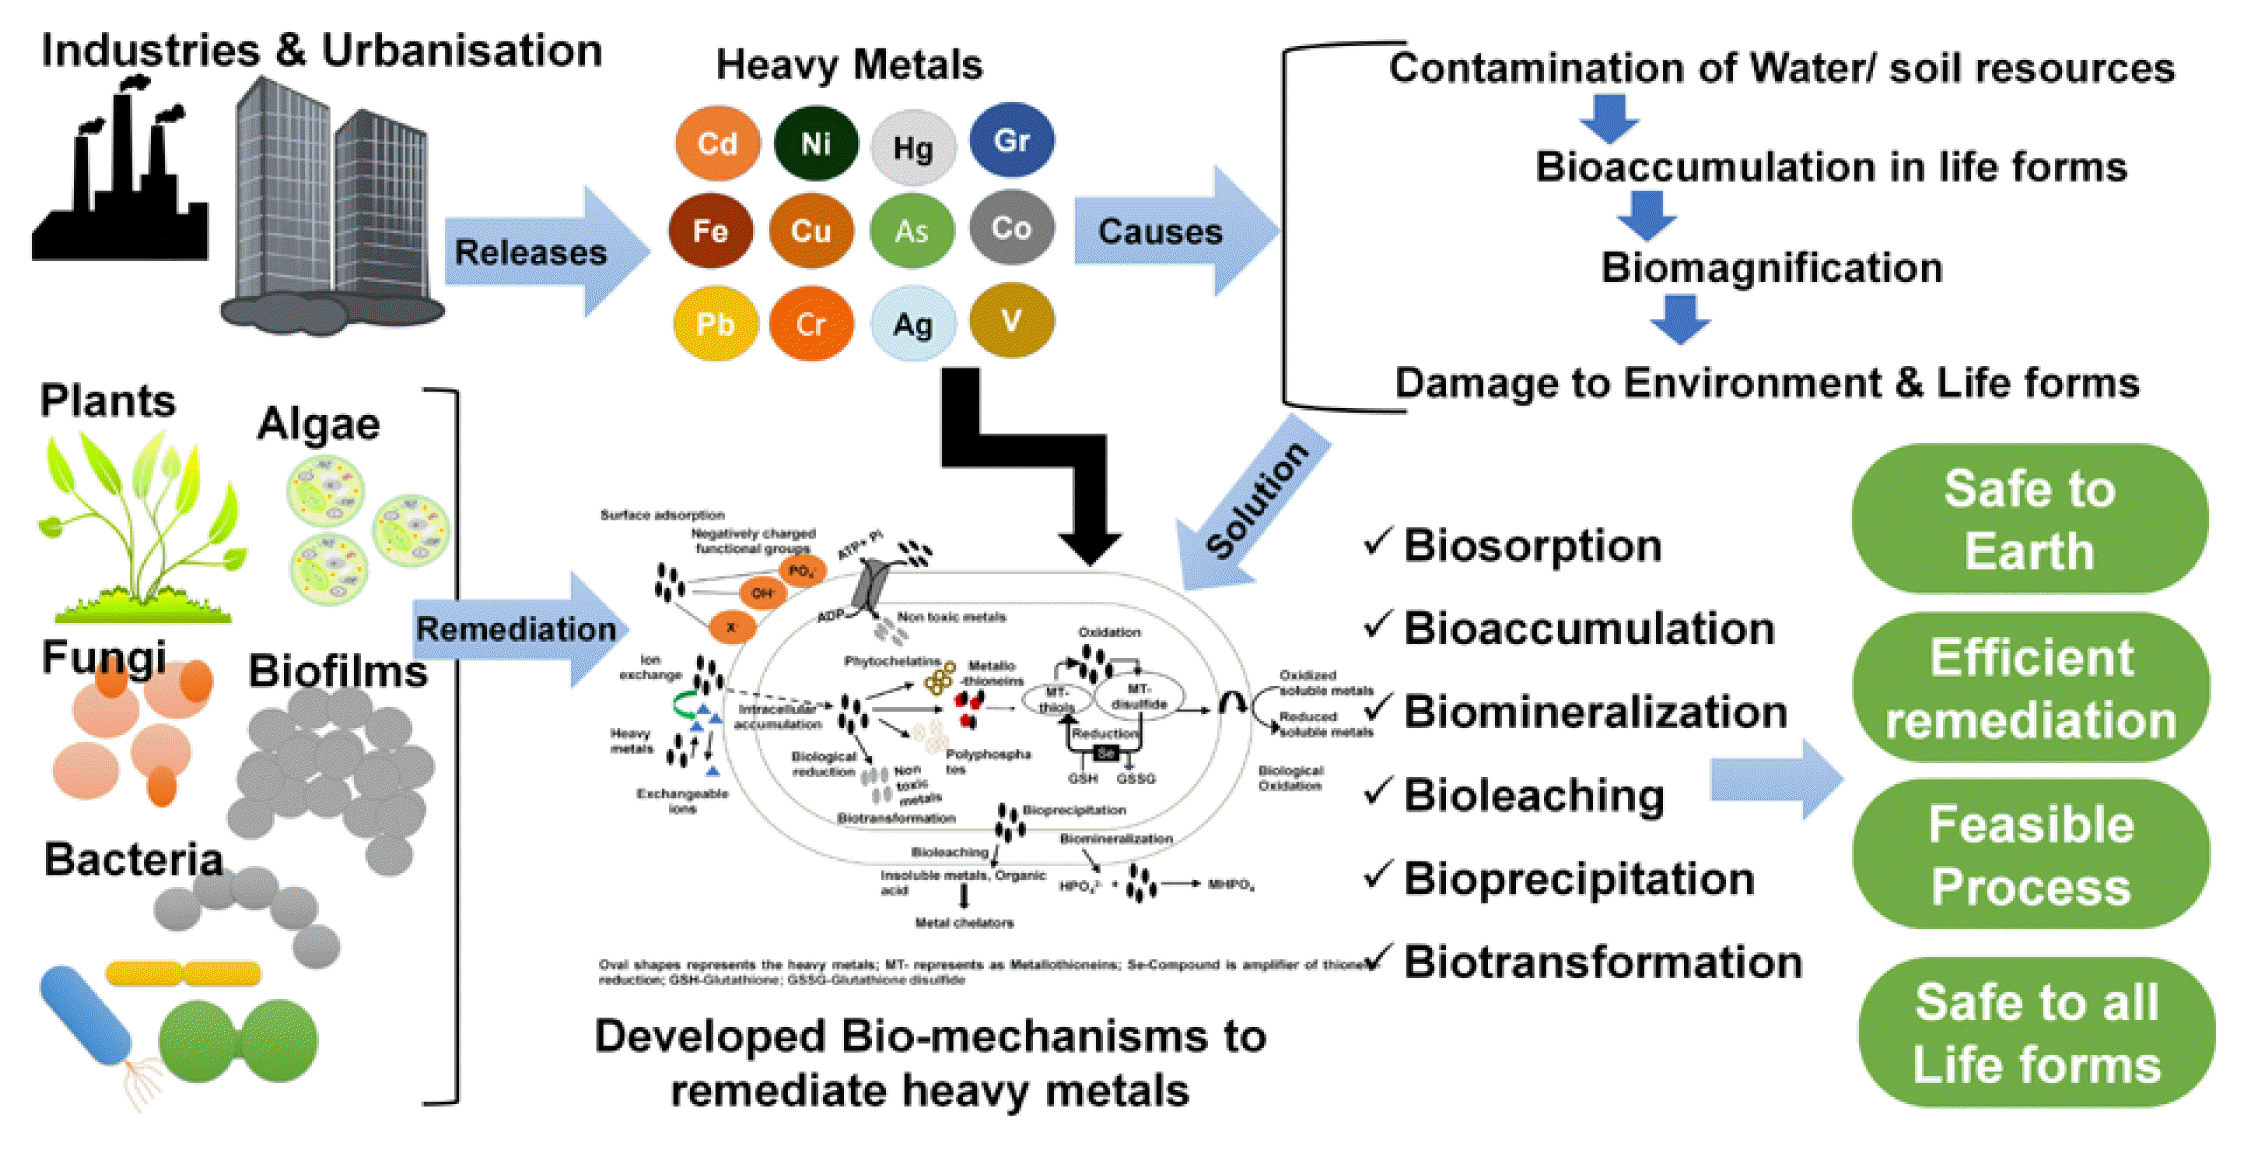 Industries & Urbanisation
Releases
Heavy Metals
Cd
Ni
Hg
Gr
Fe
Cu
As
Co
Pb
Cr
Ag
V
Causes
Contamination of Water/ soil resources
Bioaccumulation in life forms
Biomagnification
Damage to Environment & Life forms
Solution
Plants
Algae
Fungi
Biofilms
Bacteria
Remediation
Surface adsorption
Negatively charged
functional groups
PO₄⁻
OH⁻
X⁻
ATP+ Pi
ADP
Non toxic metals
Ion
exchange
Heavy
metals
Exchangeable
ions
Intracellular
accumulation
Phytochelatins
Metallo
-thioneins
Polyphospha
tes
Biological
reduction
Non
toxic
metals
Biotransformation
Oxidation
MT-
thiols
MT-
disulfide
Reduction
Se
GSH
GSSG
Oxidized
soluble metals
Reduced
soluble metals
Biological
Oxidation
Bioprecipitation
Biomineralization
HPO₄²⁻ +
MHPO₄
Bioleaching
Insoluble metals, Organic
acid
Metal chelators
Oval shapes represents the heavy metals; MT- represents as Metallothioneins; Se-Compound is amplifier of thionein
reduction; GSH-Glutathione; GSSG-Glutathione disulfide
Developed Bio-mechanisms to
remediate heavy metals
✓ Biosorption
✓ Bioaccumulation
✓ Biomineralization
✓ Bioleaching
✓ Bioprecipitation
✓ Biotransformation
Safe to
Earth
Efficient
remediation
Feasible
Process
Safe to all
Life forms